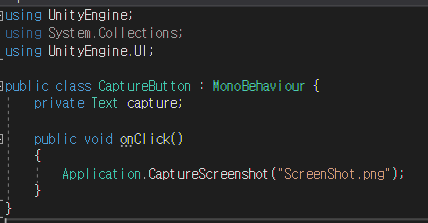 using UnityEngine;
using System.Collections;
using UnityEngine.UI;
public class CaptureButton : MonoBehaviour {
private Text capture;
public void onClick()
{
Application.CaptureScreenshot("ScreenShot.png");
}
}